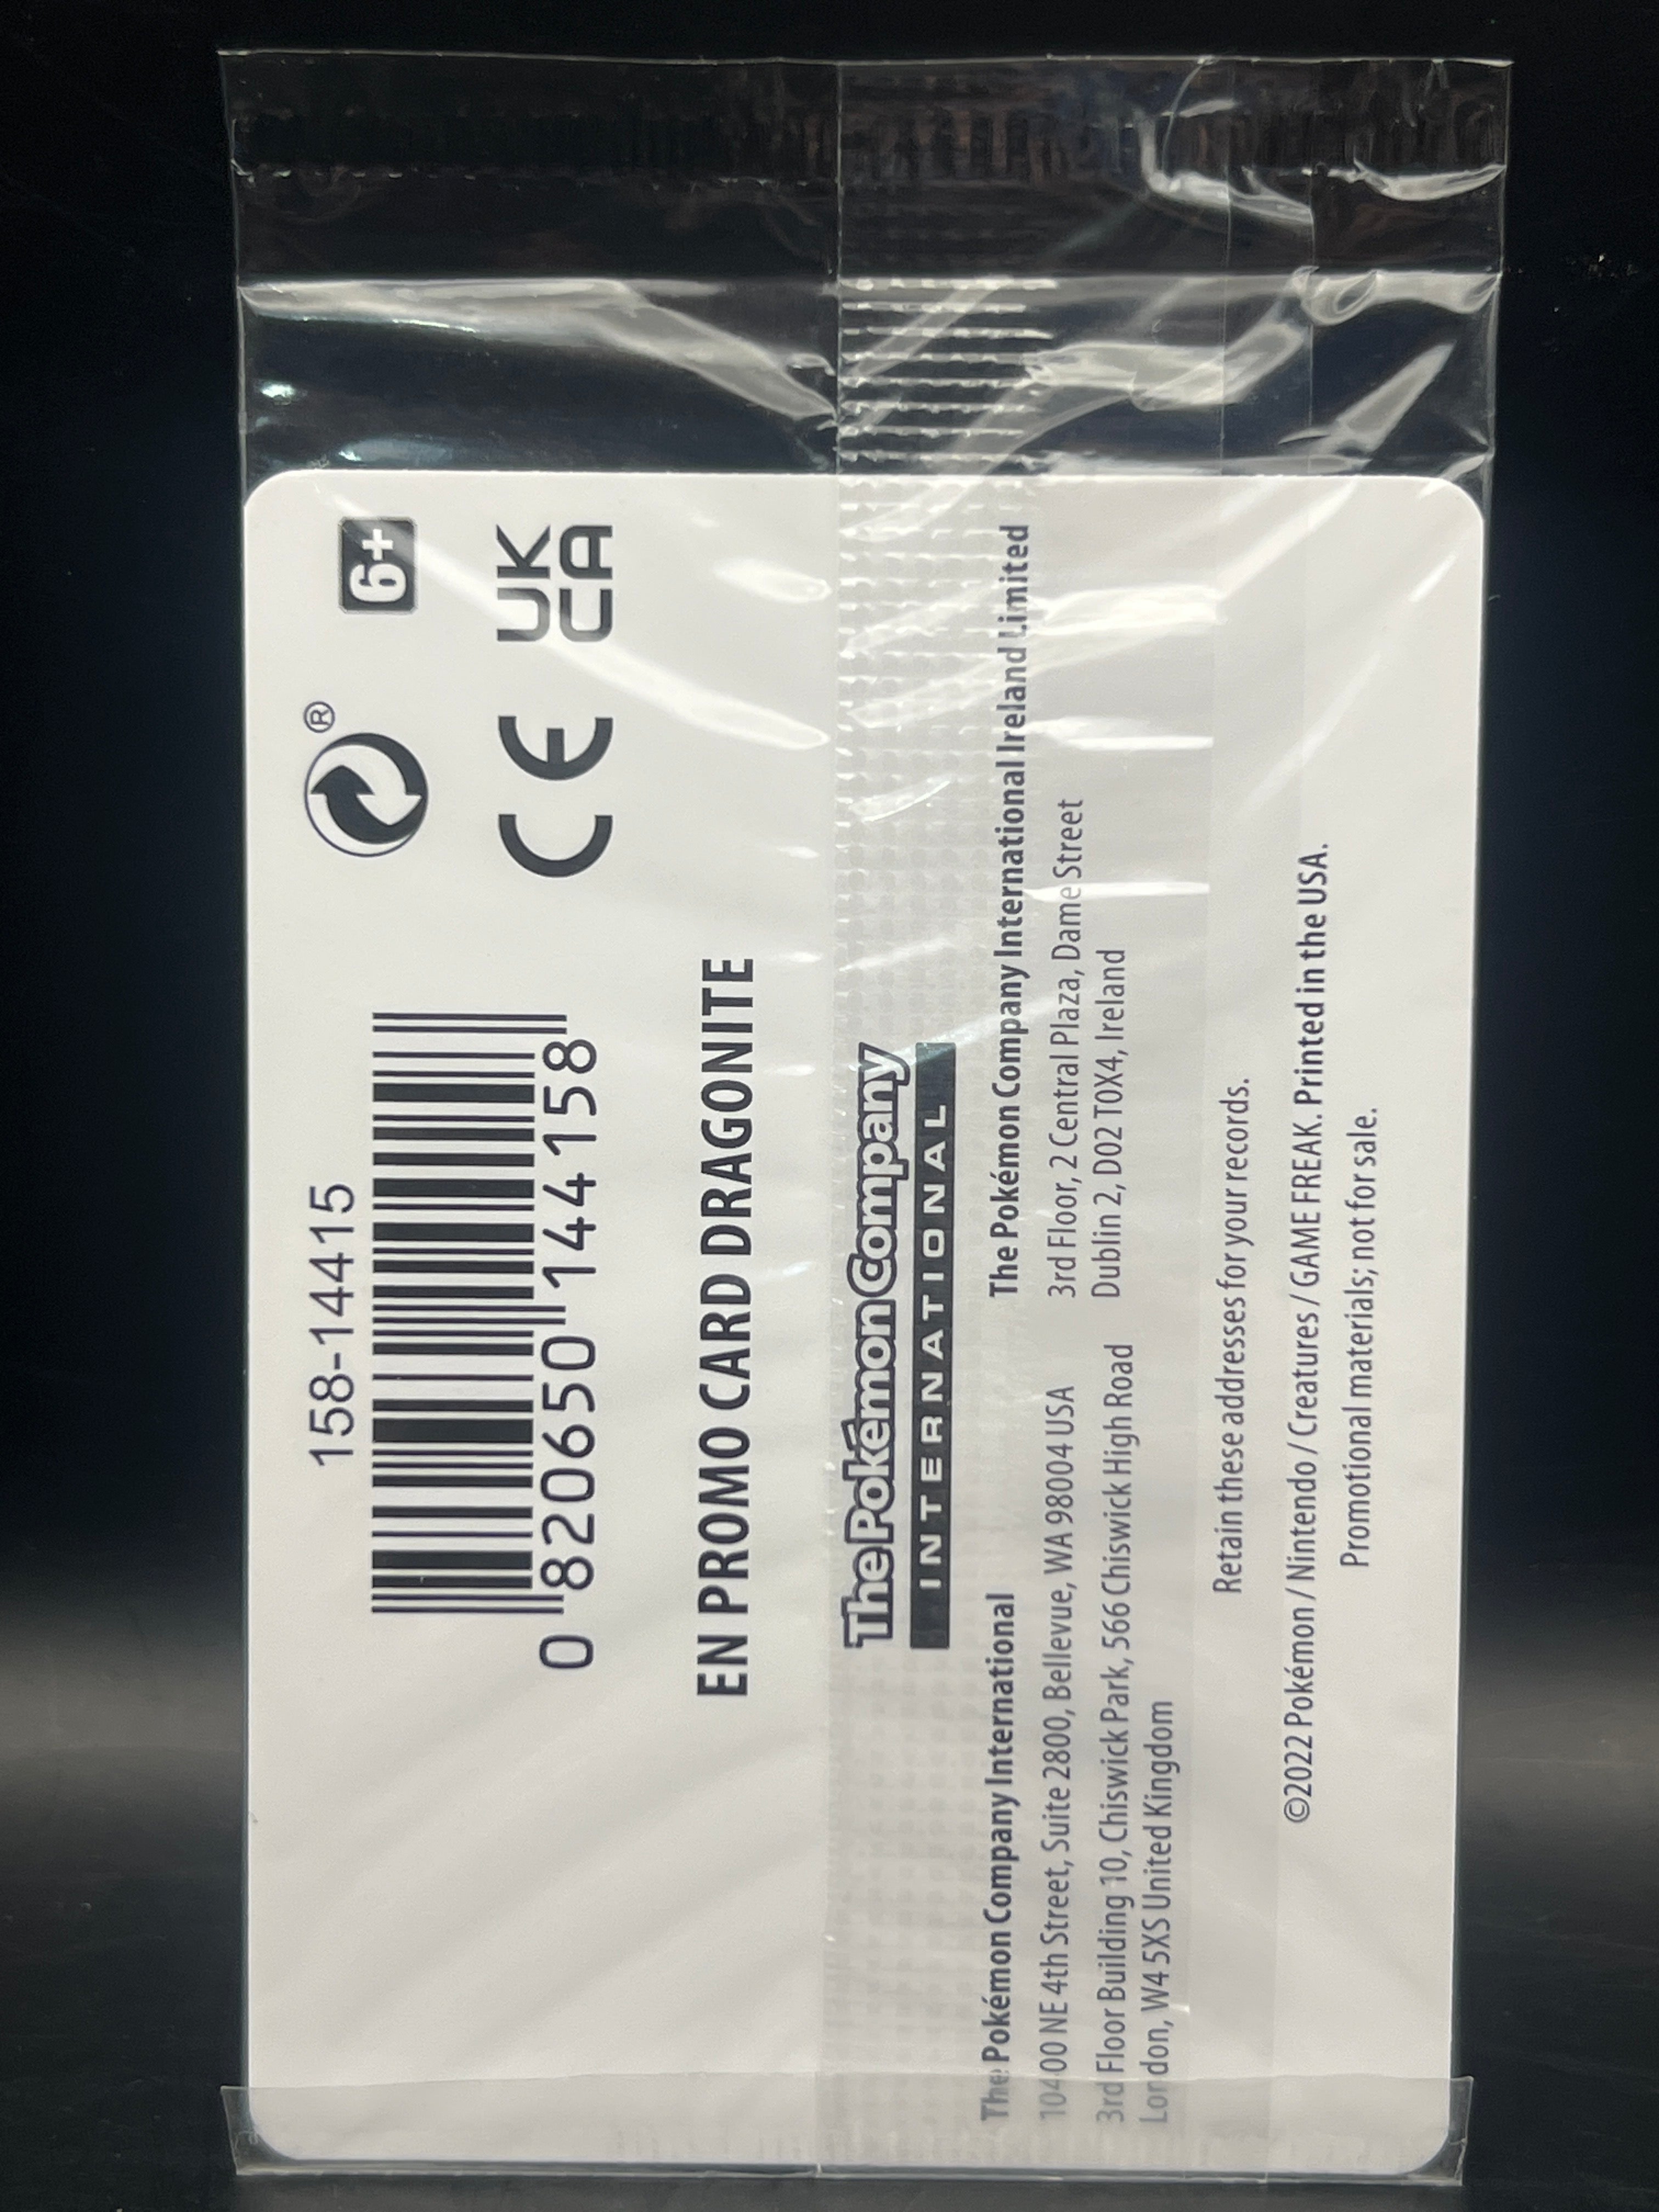 158-14415
0 82065014415 8
®
6+
CE
UK
CA
EN PROMO CARD DRAGONITE
The Pokémon Company
INTERNATIONAL
The Pokémon Company International
10400 NE 4th Street, Suite 2800, Bellevue, WA 98004 USA
3rd Floor Building 10, Chiswick Park, 566 Chiswick High Road
London, W4 5XS United Kingdom
The Pokémon Company International Ireland Limited
3rd Floor, 2 Central Plaza, Dame Street
Dublin 2, D02 T0X4, Ireland
Retain these addresses for your records.
©2022 Pokémon / Nintendo / Creatures / GAME FREAK. Printed in the USA.
Promotional materials; not for sale.